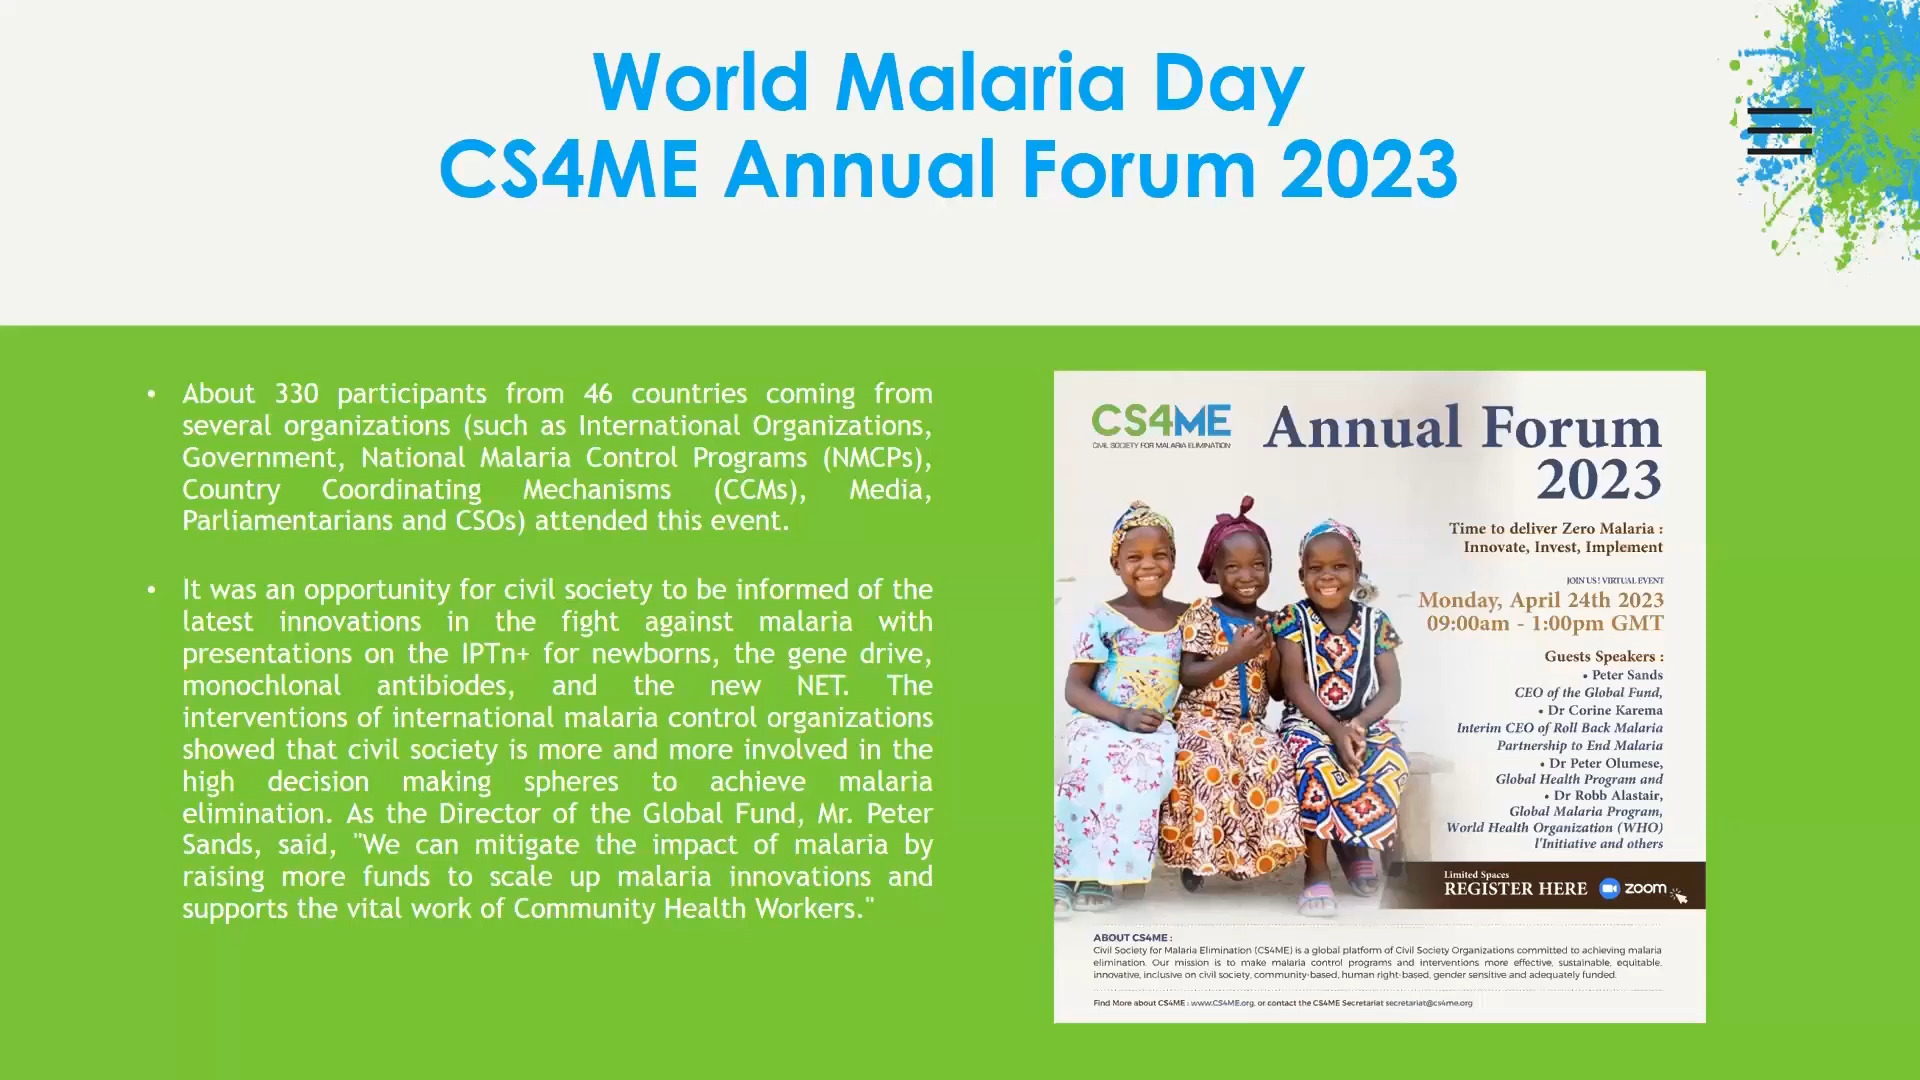 World Malaria Day
CS4ME Annual Forum 2023
• About 330 participants from 46 countries coming from
several organizations (such as International Organizations,
Government, National Malaria Control Programs (NMCPs),
Country Coordinating Mechanisms (CCMs), Media,
Parliamentarians and CSOs) attended this event.
• It was an opportunity for civil society to be informed of the
latest innovations in the fight against malaria with
presentations on the IPTn+ for newborns, the gene drive,
monochlonal antibiodes, and the new NET. The
interventions of international malaria control organizations
showed that civil society is more and more involved in the
high decision making spheres to achieve malaria
elimination. As the Director of the Global Fund, Mr. Peter
Sands, said, "We can mitigate the impact of malaria by
raising more funds to scale up malaria innovations and
supports the vital work of Community Health Workers."
CS4ME
CIVIL SOCIETY FOR MALARIA ELIMINATION
Annual Forum
2023
Time to deliver Zero Malaria :
Innovate, Invest, Implement
JOIN US! VIRTUAL EVENT
Monday, April 24th 2023
09:00am - 1:00pm GMT
Guests Speakers :
• Peter Sands
CEO of the Global Fund,
• Dr Corine Karema
Interim CEO of Roll Back Malaria
Partnership to End Malaria
• Dr Peter Olumese,
Global Health Program and
• Dr Robb Alastair,
Global Malaria Program,
World Health Organization (WHO)
l'Initiative and others
Limited Spaces
REGISTER HERE zoom
ABOUT CS4ME :
Civil Society for Malaria Elimination (CS4ME) is a global platform of Civil Society Organizations committed to achieving malaria
elimination. Our mission is to make malaria control programs and interventions more effective, sustainable, equitable,
innovative, inclusive on civil society, community-based, human right-based, gender sensitive and adequately funded.
Find More about CS4ME : www.CS4ME.org, or contact the CS4ME Secretariat secretariat@cs4me.org